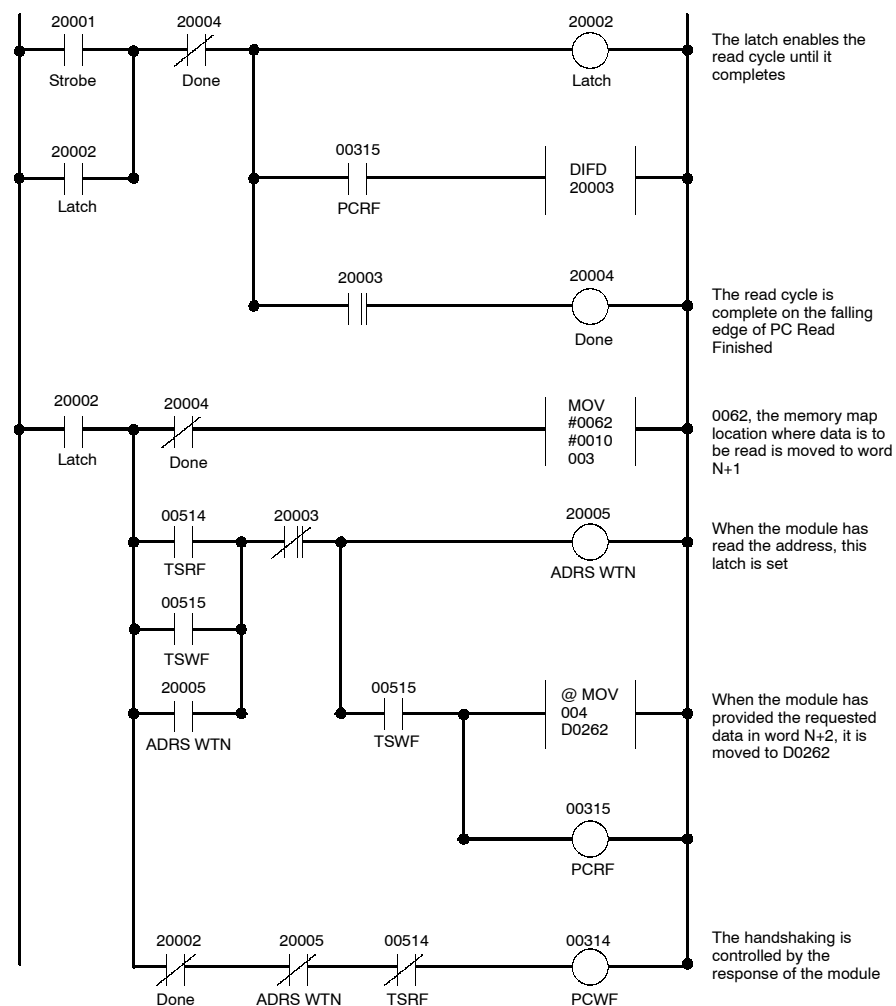 20001
20004
20002
Strobe
Done
Latch
The latch enables the
read cycle until it
completes
20002
Latch
00315
PCRF
DIFD
20003
20003
20004
Done
The read cycle is
complete on the falling
edge of PC Read
Finished
20002
Latch
20004
Done
MOV
#0062
#0010
003
0062, the memory map
location where data is to
be read is moved to word
N+1
00514
TSRF
20003
20005
ADRS WTN
When the module has
read the address, this
latch is set
00515
TSWF
20005
ADRS WTN
00515
TSWF
@ MOV
004
D0262
When the module has
provided the requested
data in word N+2, it is
moved to D0262
00315
PCRF
20002
Done
20005
ADRS WTN
00514
TSRF
00314
PCWF
The handshaking is
controlled by the
response of the module